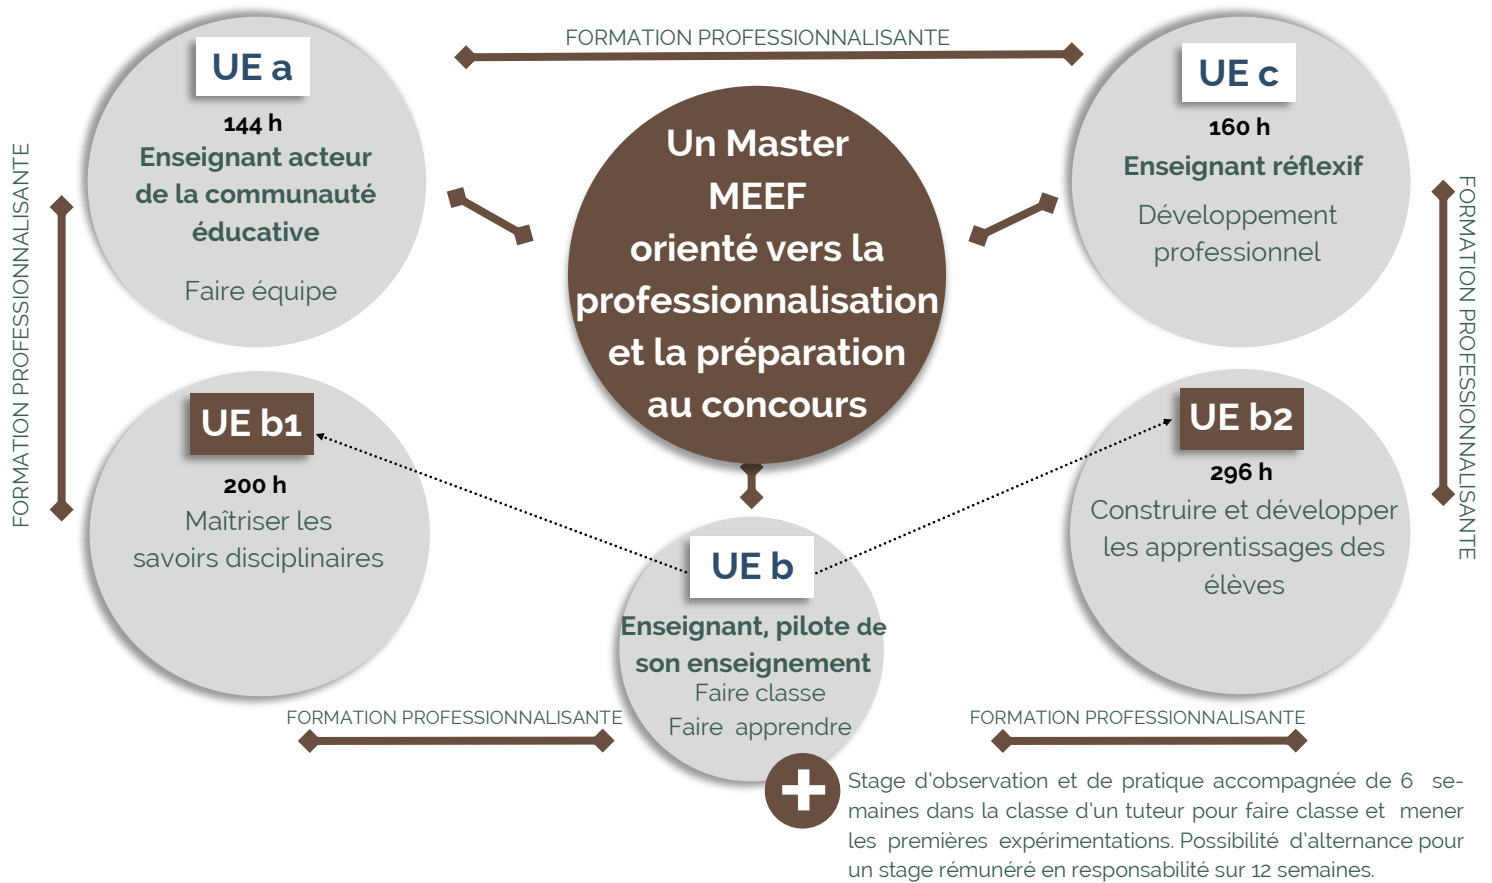 FORMATION PROFESSIONNALISANTE
UE a
144 h
Enseignant acteur
de la communauté
éducative
Faire équipe
UE c
160 h
Enseignant réflexif
Développement
professionnel
Un Master
MEEF
orienté vers la
professionnalisation
et la préparation
au concours
FORMATION PROFESSIONNALISANTE
FORMATION PROFESSIONNALISANTE
UE b1
200 h
Maîtriser les
savoirs disciplinaires
UE b2
296 h
Construire et développer
les apprentissages des
élèves
UE b
Enseignant, pilote de
son enseignement
Faire classe
Faire apprendre
FORMATION PROFESSIONNALISANTE
FORMATION PROFESSIONNALISANTE
Stage d'observation et de pratique accompagnée de 6 se-
maines dans la classe d'un tuteur pour faire classe et mener
les premières expérimentations. Possibilité d'alternance pour
un stage rémunéré en responsabilité sur 12 semaines.